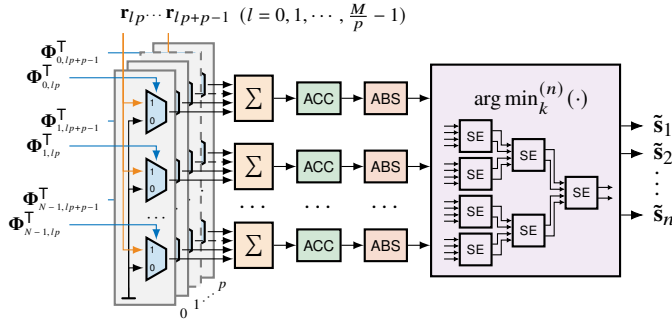 r_{lp} ··· r_{lp+p−1} (l = 0, 1, ··· , M/p − 1)
Φ^T_{0,lp+p−1}
Φ^T_{0,lp}
Φ^T_{1,lp+p−1}
Φ^T_{1,lp}
Φ^T_{N−1,lp+p−1}
Φ^T_{N−1,lp}
1
0
1
0
...
1
0
0 1 ... p
Σ ACC ABS
Σ ACC ABS
... ... ...
Σ ACC ABS
arg min_k^{(n)}(·)
SE
SE
SE
SE
SE
SE
SE
s̃_1
s̃_2
⋮
s̃_n